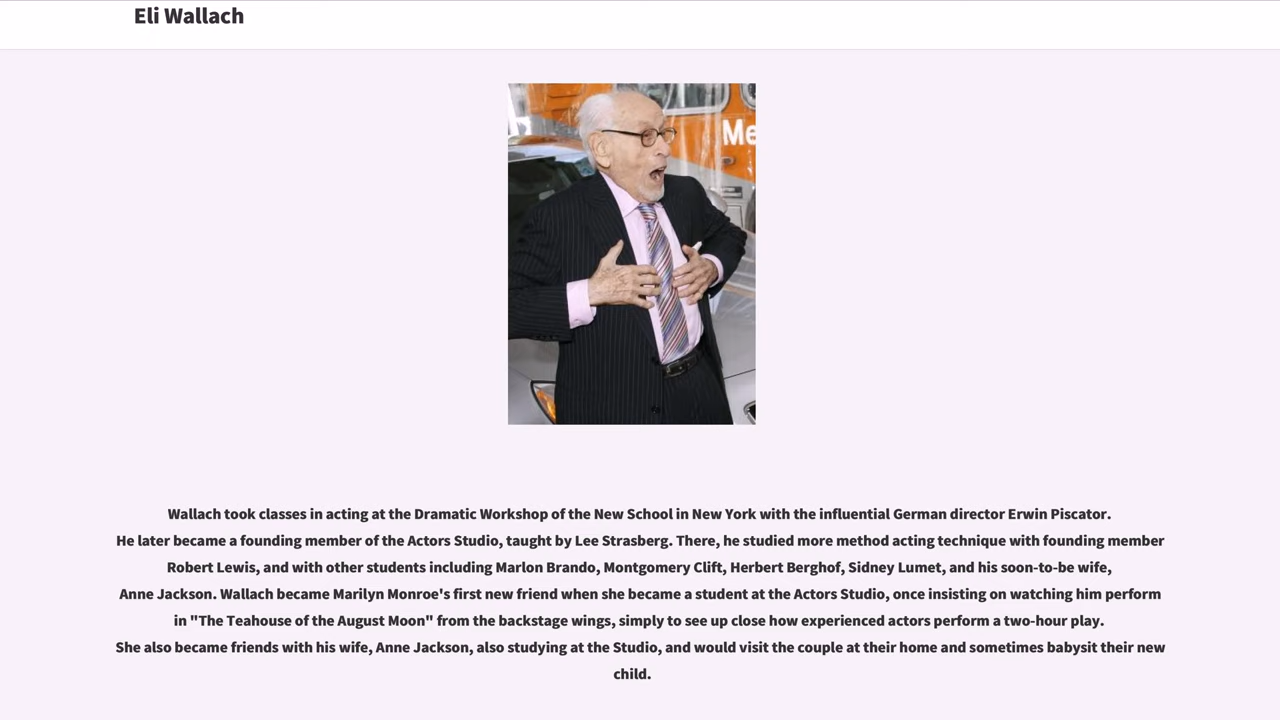 Eli Wallach
Me
Wallach took classes in acting at the Dramatic Workshop of the New School in New York with the influential German director Erwin Piscator.
He later became a founding member of the Actors Studio, taught by Lee Strasberg. There, he studied more method acting technique with founding member
Robert Lewis, and with other students including Marlon Brando, Montgomery Clift, Herbert Berghof, Sidney Lumet, and his soon-to-be wife,
Anne Jackson. Wallach became Marilyn Monroe's first new friend when she became a student at the Actors Studio, once insisting on watching him perform
in "The Teahouse of the August Moon" from the backstage wings, simply to see up close how experienced actors perform a two-hour play.
She also became friends with his wife, Anne Jackson, also studying at the Studio, and would visit the couple at their home and sometimes babysit their new
child.